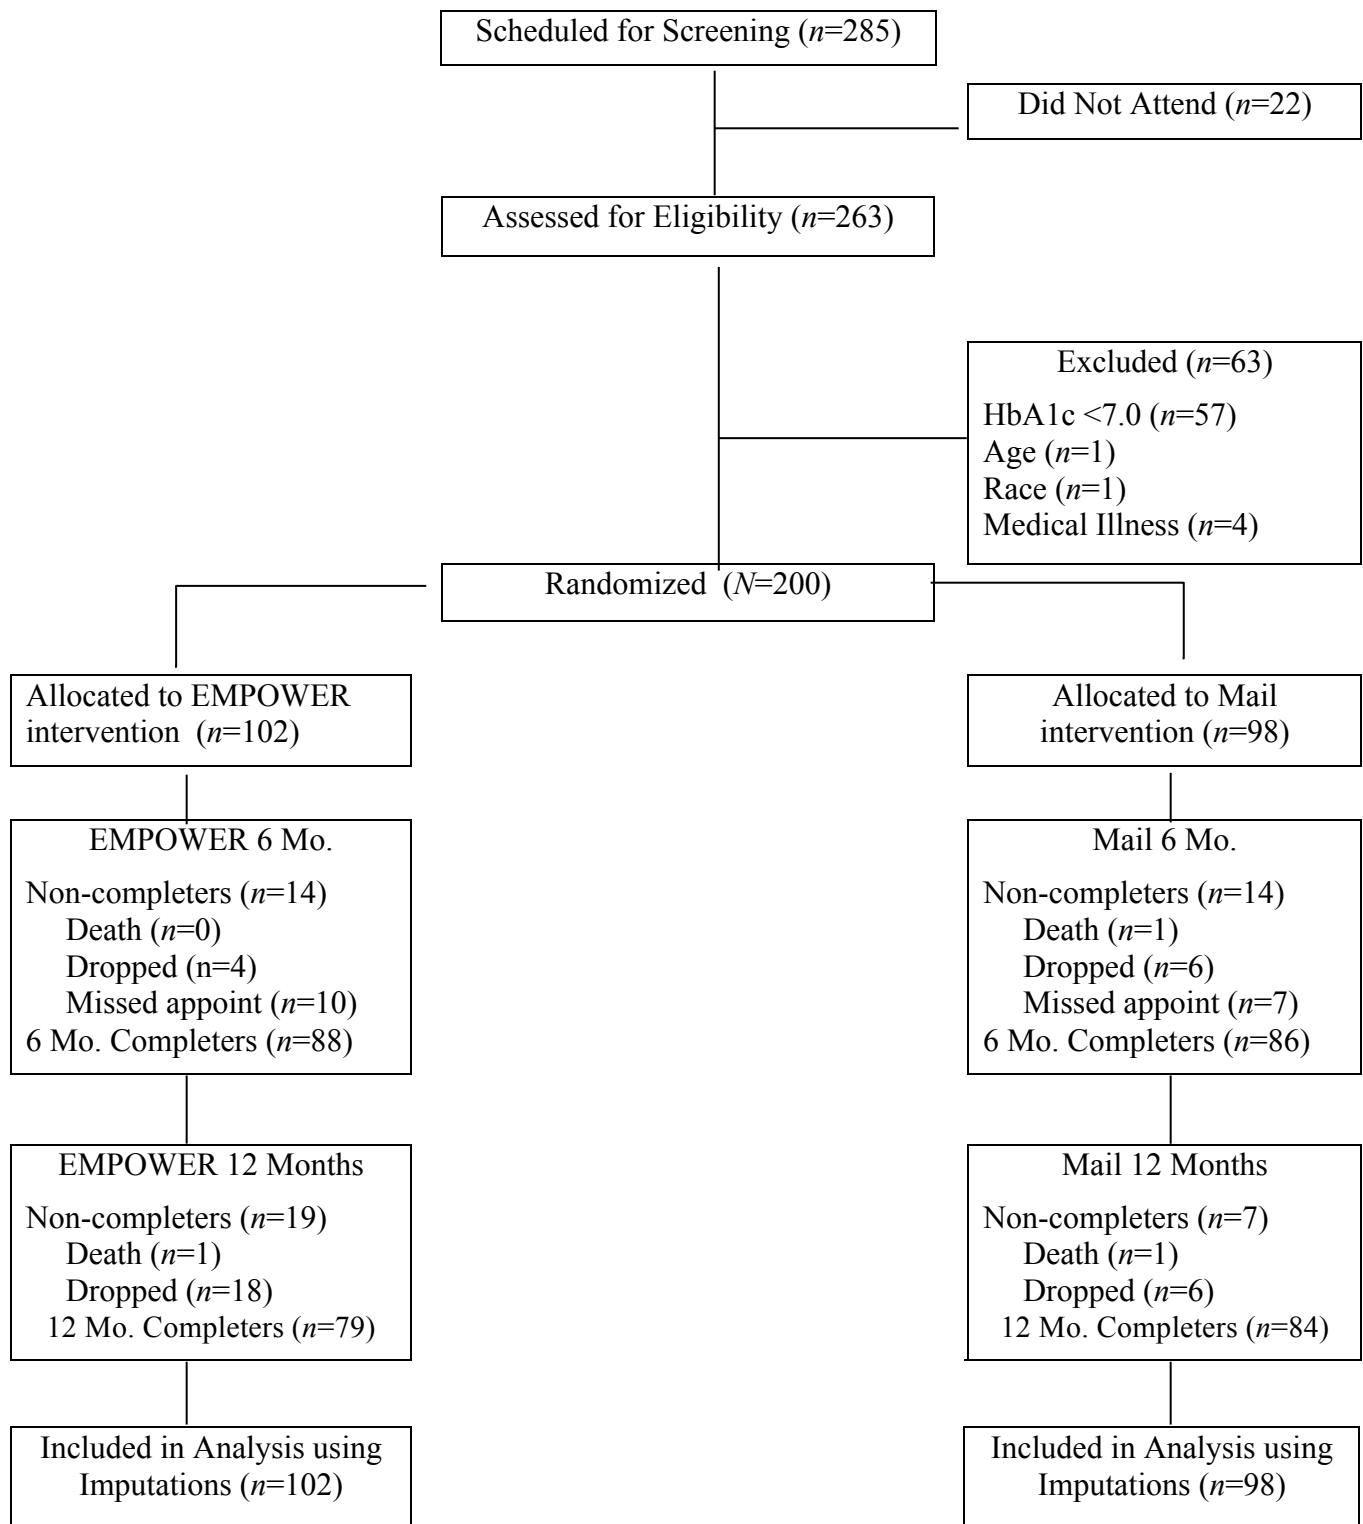 Scheduled for Screening (n=285)
Did Not Attend (n=22)
Assessed for Eligibility (n=263)
Excluded (n=63)
HbA1c <7.0 (n=57)
Age (n=1)
Race (n=1)
Medical Illness (n=4)
Randomized (N=200)
Allocated to EMPOWER
intervention (n=102)
Allocated to Mail
intervention (n=98)
EMPOWER 6 Mo.
Non-completers (n=14)
Death (n=0)
Dropped (n=4)
Missed appoint (n=10)
6 Mo. Completers (n=88)
Mail 6 Mo.
Non-completers (n=14)
Death (n=1)
Dropped (n=6)
Missed appoint (n=7)
6 Mo. Completers (n=86)
EMPOWER 12 Months
Non-completers (n=19)
Death (n=1)
Dropped (n=18)
12 Mo. Completers (n=79)
Mail 12 Months
Non-completers (n=7)
Death (n=1)
Dropped (n=6)
12 Mo. Completers (n=84)
Included in Analysis using
Imputations (n=102)
Included in Analysis using
Imputations (n=98)